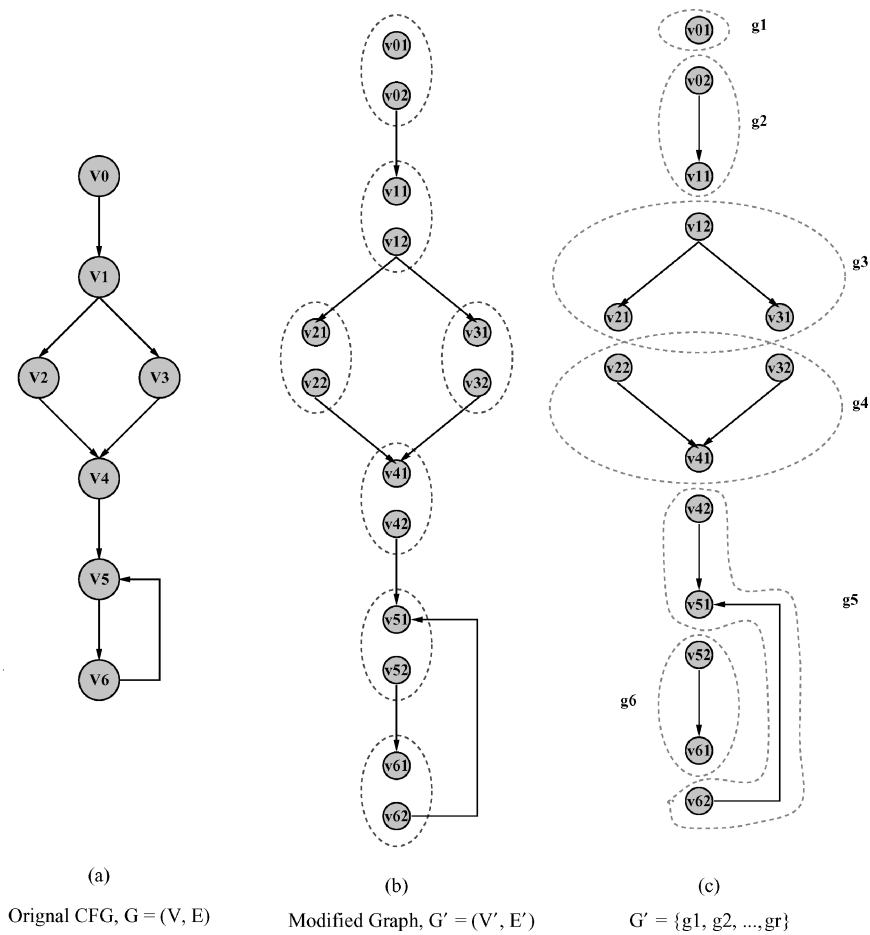 V0
V1
V2
V3
V4
V5
V6
(a)
Orignal CFG, G = (V, E)
v01
v02
v11
v12
v21
v31
v22
v32
v41
v42
v51
v52
v61
v62
(b)
Modified Graph, G′ = (V′, E′)
v01
g1
v02
g2
v11
v12
g3
v21
v31
v22
v32
g4
v41
v42
g5
v51
v52
g6
v61
v62
(c)
G′ = {g1, g2, ...,gr}